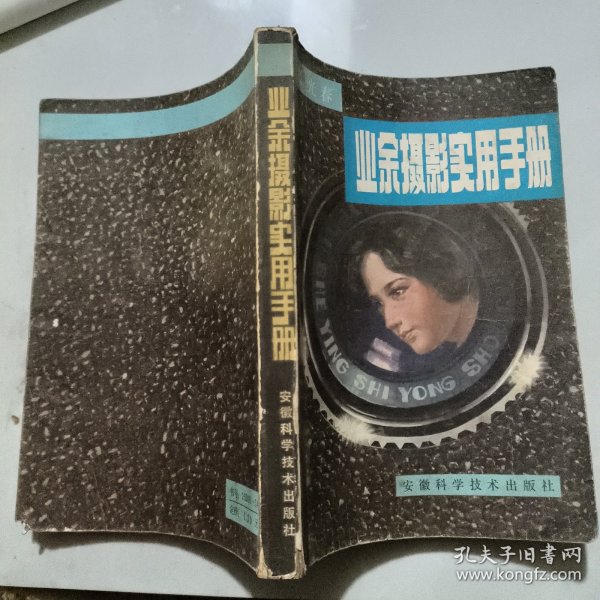 业余摄影实用手册
YING SHI YONG SHO
安徽科学技术出版社
业余摄影实用手册
安徽科学技术出版社
孔夫子旧书网
www.kongfz.com